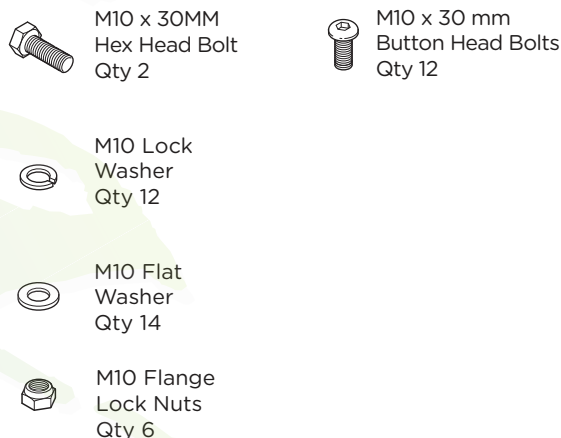 M10 x 30MM
Hex Head Bolt
Qty 2
M10 x 30 mm
Button Head Bolts
Qty 12
M10 Lock
Washer
Qty 12
M10 Flat
Washer
Qty 14
M10 Flange
Lock Nuts
Qty 6